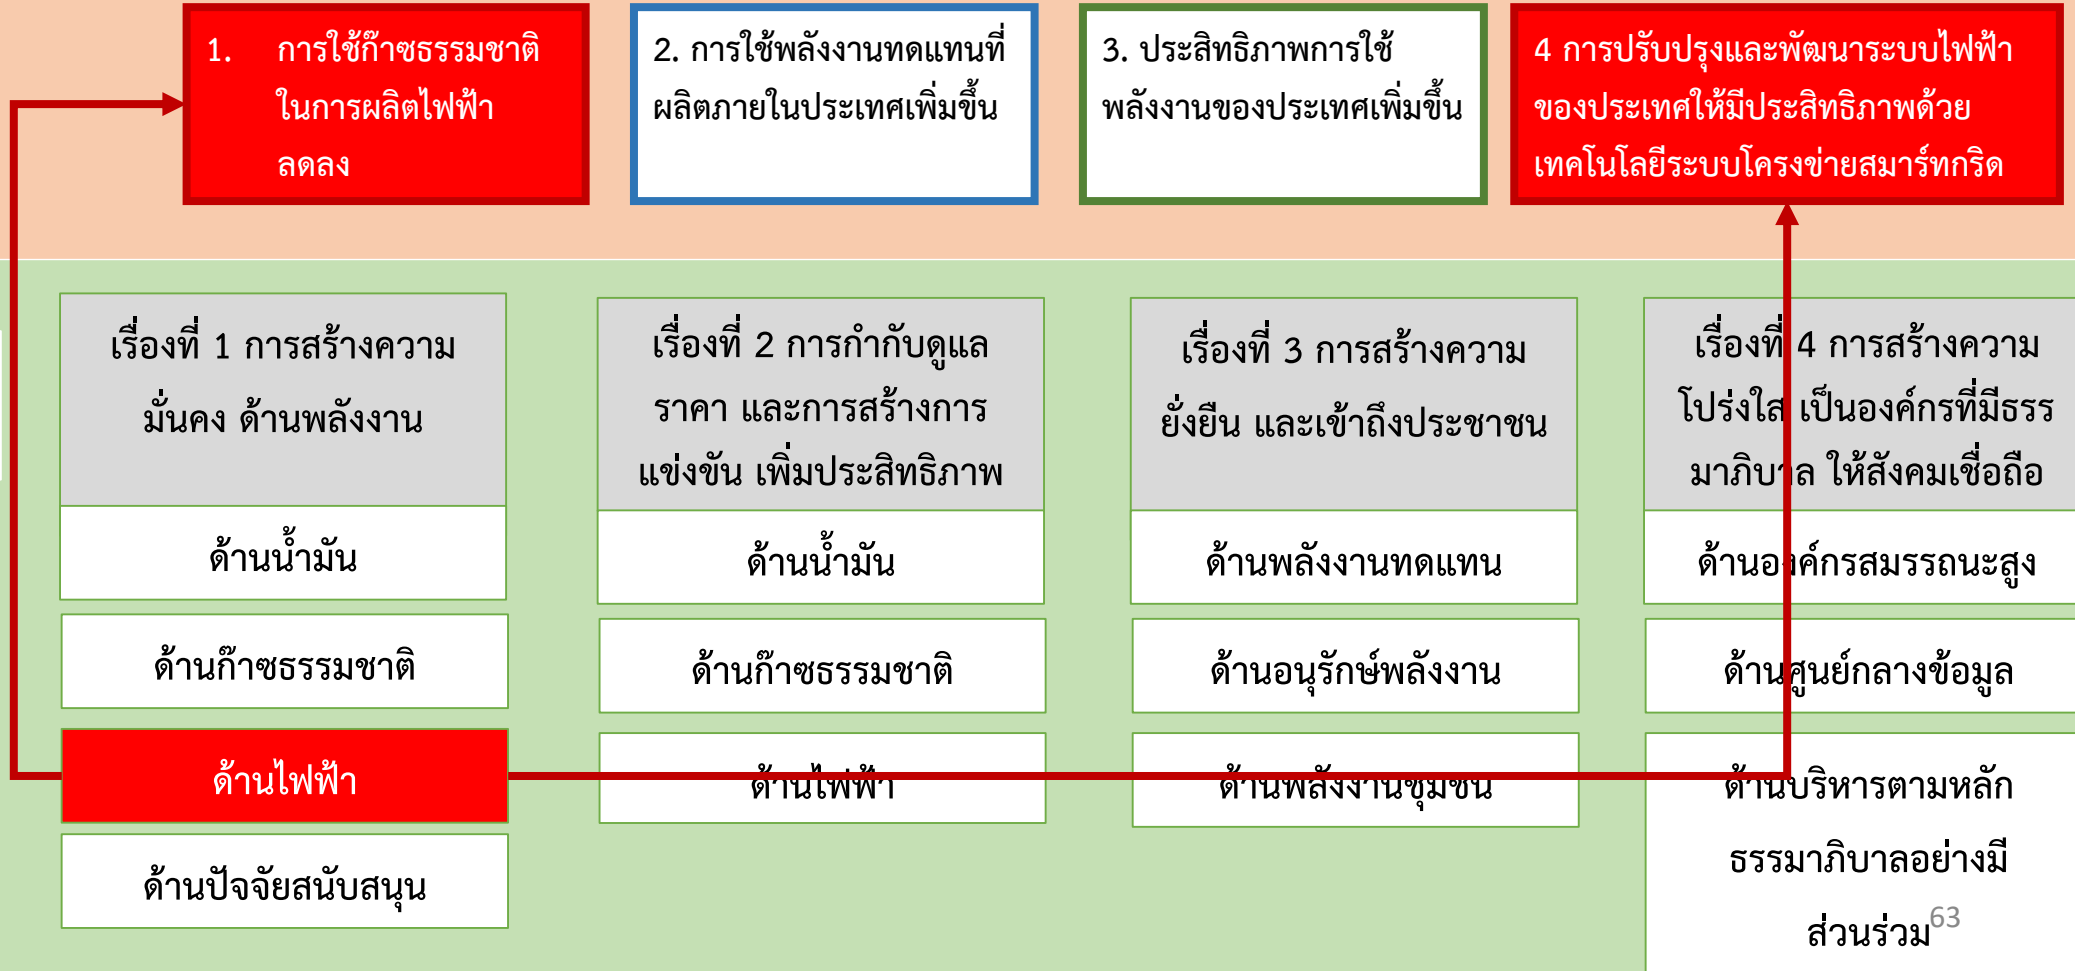 1. การใช้ก๊าซธรรมชาติ
ในการผลิตไฟฟ้า
ลดลง
2. การใช้พลังงานทดแทนที่
ผลิตภายในประเทศเพิ่มขึ้น
3. ประสิทธิภาพการใช้
พลังงานของประเทศเพิ่มขึ้น
4 การปรับปรุงและพัฒนาระบบไฟฟ้า
ของประเทศให้มีประสิทธิภาพด้วย
เทคโนโลยีระบบโครงข่ายสมาร์ทกริด
เรื่องที่ 1 การสร้างความ
มั่นคง ด้านพลังงาน
ด้านน้ำมัน
ด้านก๊าซธรรมชาติ
ด้านไฟฟ้า
ด้านปัจจัยสนับสนุน
เรื่องที่ 2 การกำกับดูแล
ราคา และการสร้างการ
แข่งขัน เพิ่มประสิทธิภาพ
ด้านน้ำมัน
ด้านก๊าซธรรมชาติ
ด้านไฟฟ้า
เรื่องที่ 3 การสร้างความ
ยั่งยืน และเข้าถึงประชาชน
ด้านพลังงานทดแทน
ด้านอนุรักษ์พลังงาน
ด้านพลังงานชุมชน
เรื่องที่ 4 การสร้างความ
โปร่งใส เป็นองค์กรที่มีธรร
มาภิบาล ให้สังคมเชื่อถือ
ด้านองค์กรสมรรถนะสูง
ด้านศูนย์กลางข้อมูล
ด้านบริหารตามหลัก
ธรรมาภิบาลอย่างมี
ส่วนร่วม
63